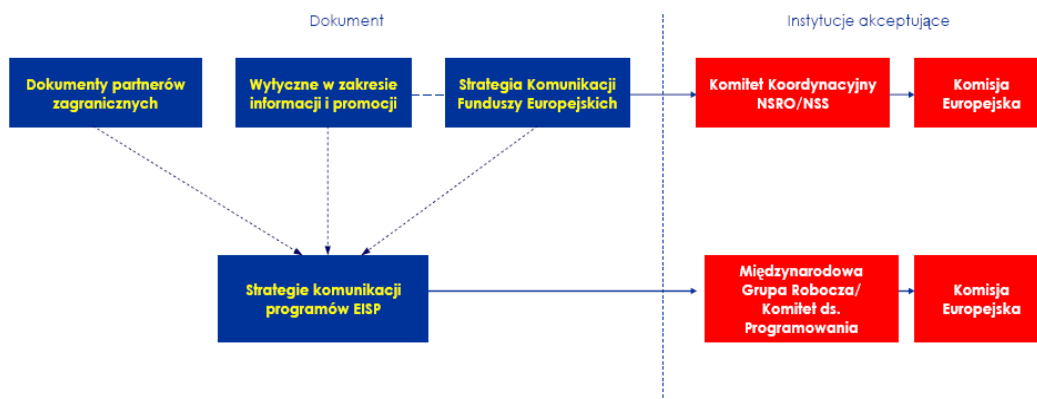 Dokument
Instytucje akceptujące
Dokumenty partnerów
zagranicznych
Wytyczne w zakresie
informacji i promocji
Strategia Komunikacji
Funduszy Europejskich
Komitet Koordynacyjny
NSRO/NSS
Komisja
Europejska
Strategie komunikacji
programów EISP
Międzynarodowa
Grupa Robocza/
Komitet ds.
Programowania
Komisja
Europejska